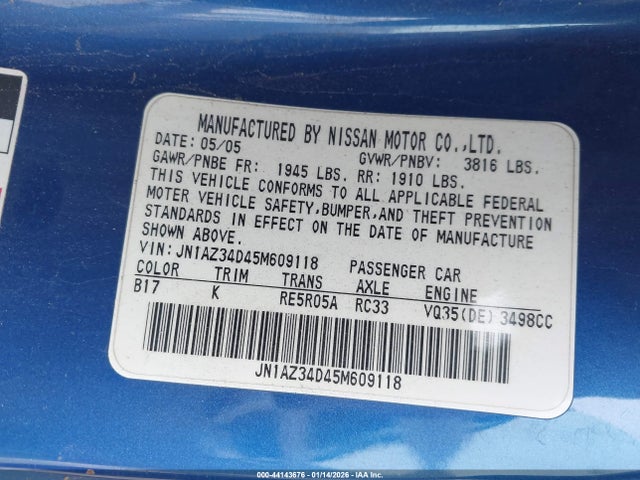 MANUFACTURED BY NISSAN MOTOR CO.,LTD.
DATE: 05/05 GVWR/PNBV: 3816 LBS.
GAWR/PNBE FR: 1945 LBS. RR: 1910 LBS.
THIS VEHICLE CONFORMS TO ALL APPLICABLE FEDERAL
MOTOR VEHICLE SAFETY,BUMPER,AND THEFT PREVENTION
STANDARDS IN EFFECT ON THE DATE OF MANUFACTURE
SHOWN ABOVE.
VIN: JN1AZ34D45M609118 PASSENGER CAR
COLOR TRIM TRANS AXLE ENGINE
B17 K RE5R05A RC33 VQ35(DE) 3498CC
JN1AZ34D45M609118
000-44143676 - 01/14/2026 - IAA Inc.